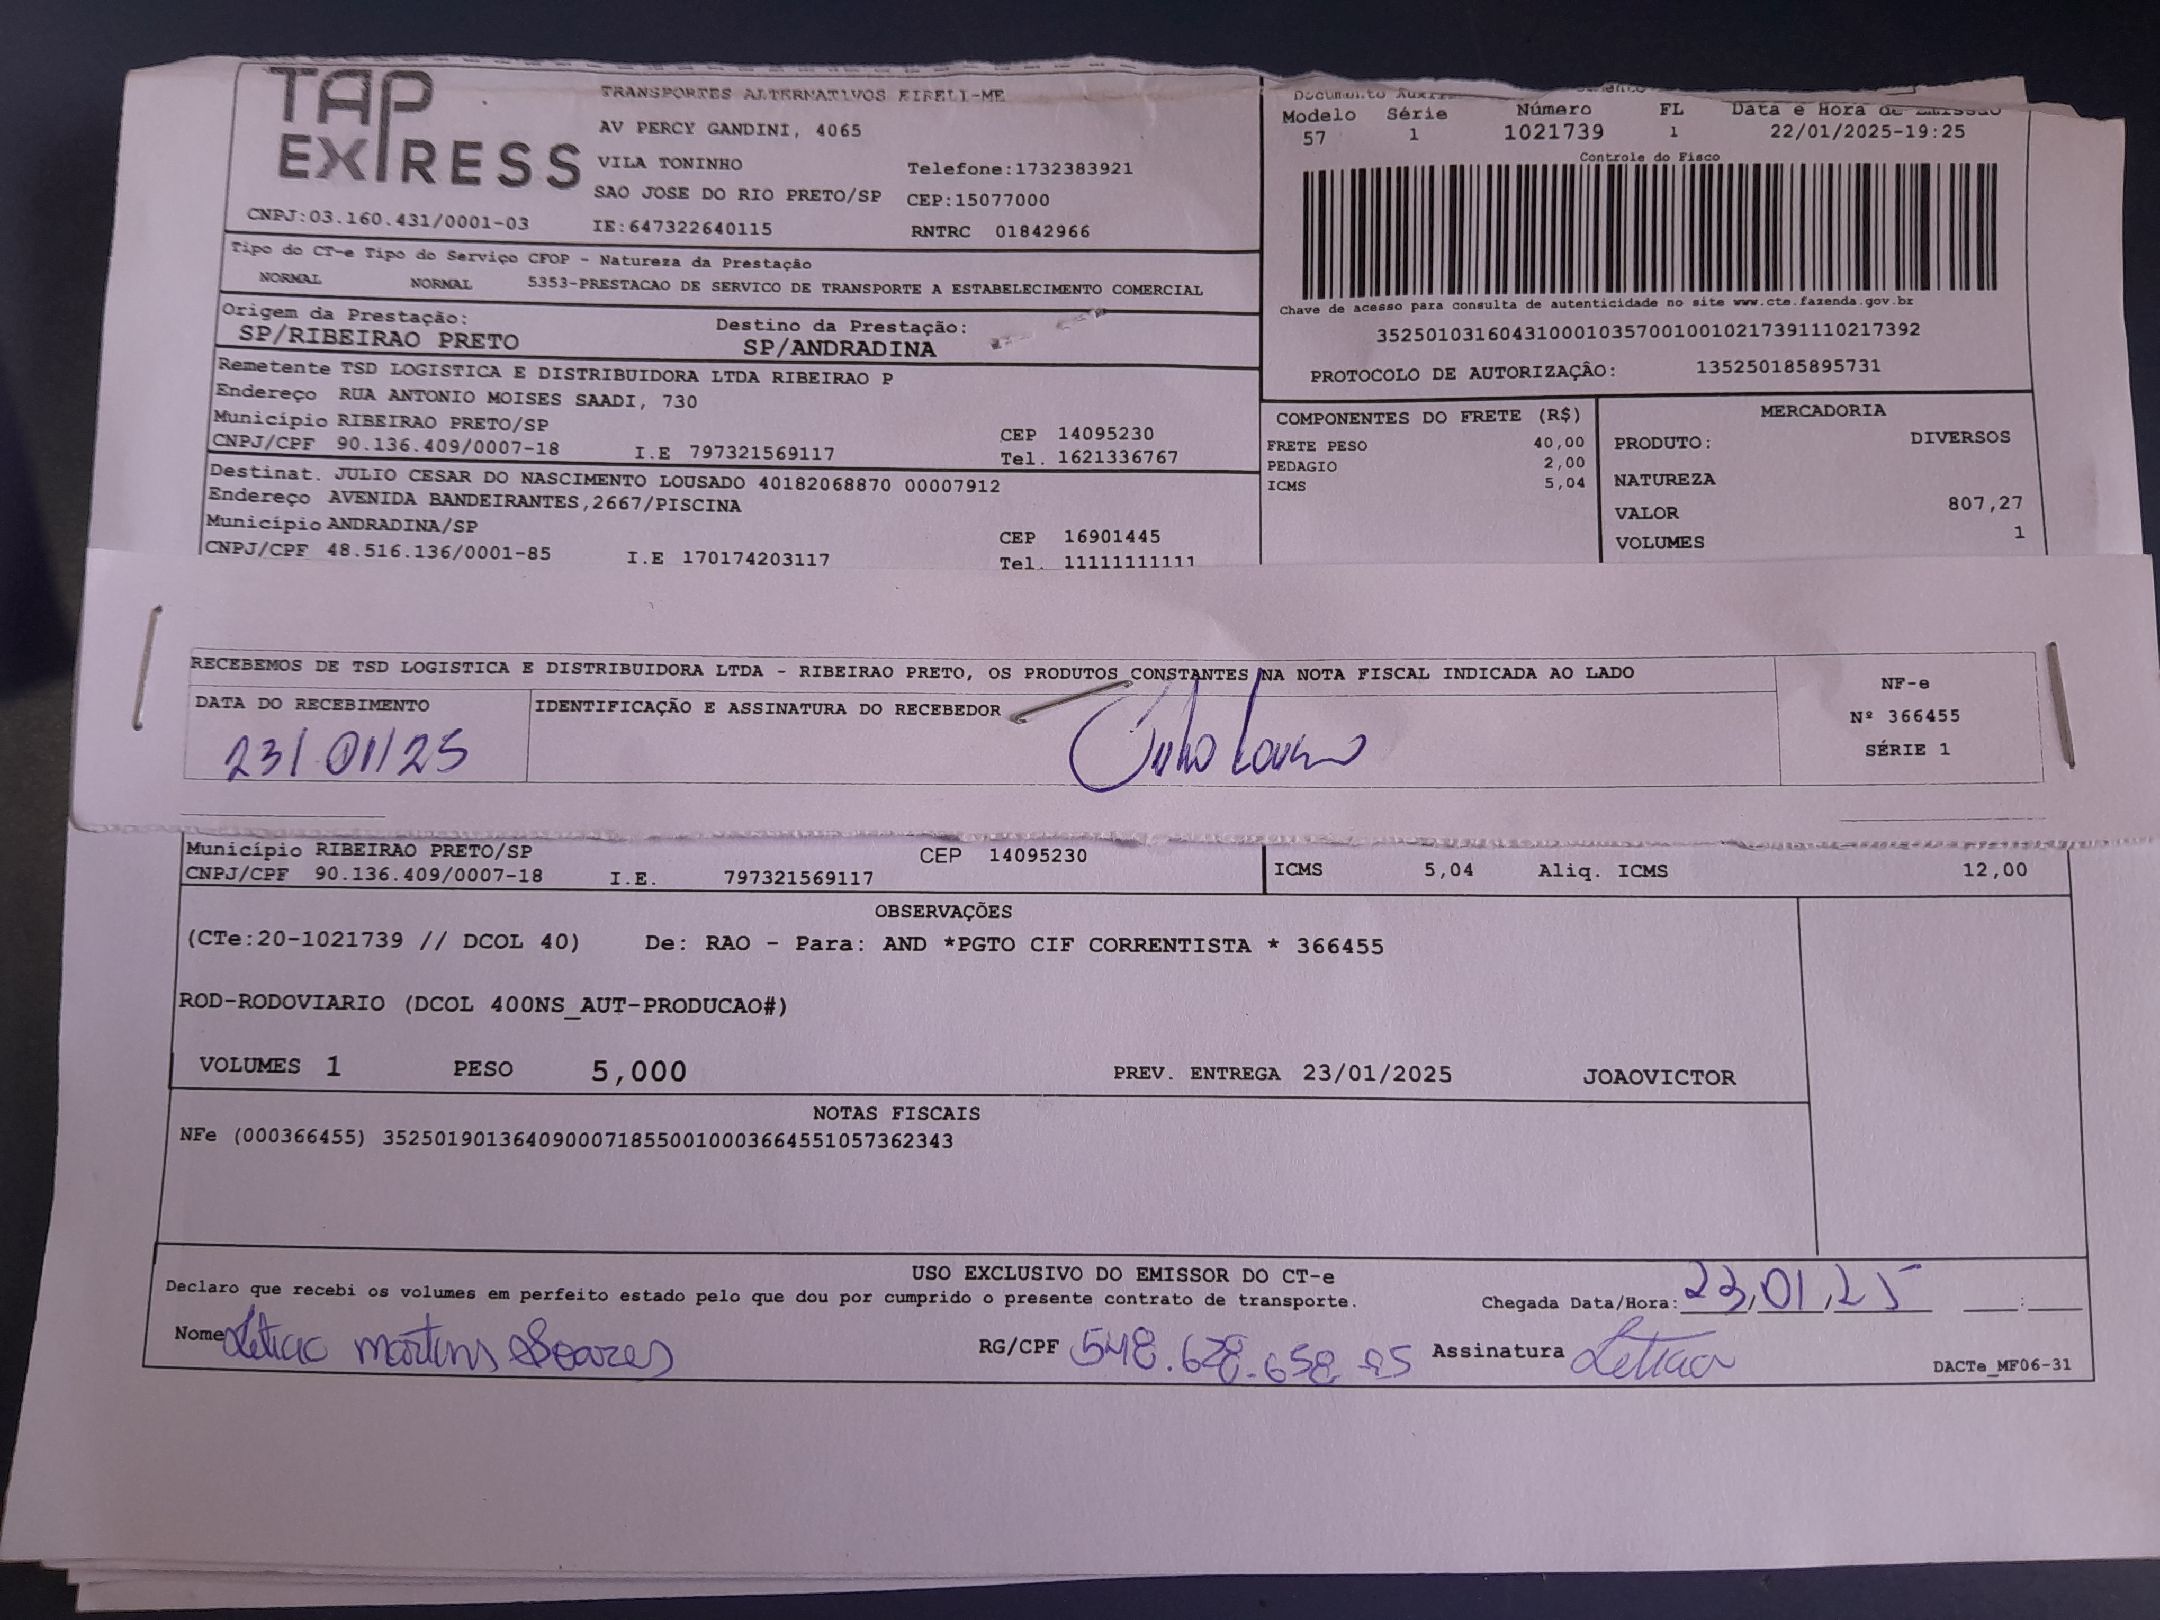 TAP EXPRESS
TRANSPORTES ALTERNATIVOS EIRELI-ME
AV PERCY GANDINI, 4065
VILA TONINHO Telefone:1732383921
SAO JOSE DO RIO PRETO/SP CEP:15077000
CNPJ:03.160.431/0001-03 IE:647322640115 RNTRC 01842966
Tipo do CT-e Tipo do Serviço CFOP - Natureza da Prestação
NORMAL NORMAL 5353-PRESTACAO DE SERVICO DE TRANSPORTE A ESTABELECIMENTO COMERCIAL
Origem da Prestação: Destino da Prestação:
SP/RIBEIRAO PRETO SP/ANDRADINA
Remetente TSD LOGISTICA E DISTRIBUIDORA LTDA RIBEIRAO P
Endereço RUA ANTONIO MOISES SAADI, 730
Município RIBEIRAO PRETO/SP CEP 14095230
CNPJ/CPF 90.136.409/0007-18 I.E 797321569117 Tel. 1621336767
Destinat. JULIO CESAR DO NASCIMENTO LOUSADO 40182068870 00007912
Endereço AVENIDA BANDEIRANTES,2667/PISCINA
Município ANDRADINA/SP CEP 16901445
CNPJ/CPF 48.516.136/0001-85 I.E 170174203117 Tel. 11111111111
Documento
Modelo Série Número FL Data e Hora de Emissão
57 1 1021739 1 22/01/2025-19:25
Controle do Fisco
Chave de acesso para consulta de autenticidade no site www.cte.fazenda.gov.br
35250103160431000103570010010217391110217392
PROTOCOLO DE AUTORIZAÇÃO: 135250185895731
COMPONENTES DO FRETE (R$)
FRETE PESO 40,00
PEDAGIO 2,00
ICMS 5,04
MERCADORIA
PRODUTO: DIVERSOS
NATUREZA
VALOR 807,27
VOLUMES 1
RECEBEMOS DE TSD LOGISTICA E DISTRIBUIDORA LTDA - RIBEIRAO PRETO, OS PRODUTOS CONSTANTES NA NOTA FISCAL INDICADA AO LADO
DATA DO RECEBIMENTO IDENTIFICAÇÃO E ASSINATURA DO RECEBEDOR
23/01/25
NF-e
Nº 366455
SÉRIE 1
Município RIBEIRAO PRETO/SP CEP 14095230
CNPJ/CPF 90.136.409/0007-18 I.E. 797321569117
ICMS 5,04 Aliq. ICMS 12,00
OBSERVAÇÕES
(CTe:20-1021739 // DCOL 40) De: RAO - Para: AND *PGTO CIF CORRENTISTA * 366455
ROD-RODOVIARIO (DCOL 400NS_AUT-PRODUCAO#)
VOLUMES 1 PESO 5,000 PREV. ENTREGA 23/01/2025 JOAOVICTOR
NOTAS FISCAIS
NFe (000366455) 35250190136409000718550010003664551057362343
USO EXCLUSIVO DO EMISSOR DO CT-e
Declaro que recebi os volumes em perfeito estado pelo que dou por cumprido o presente contrato de transporte. Chegada Data/Hora: 23,01,25 __:__
Nome Leticia martins Soares RG/CPF Assinatura Leticia
DACTe_MF06-31